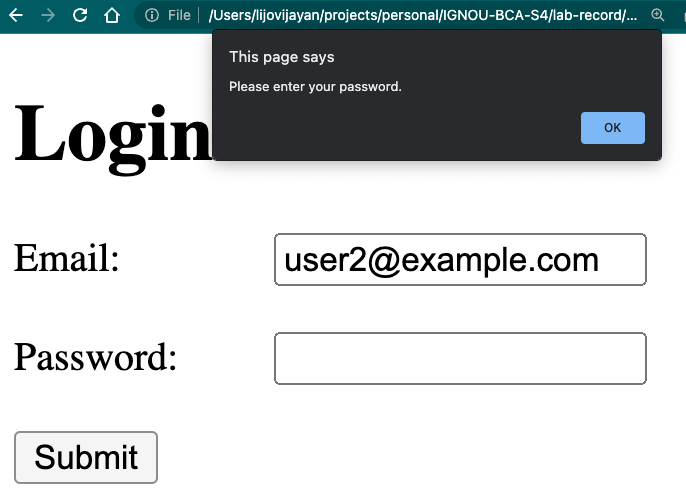 File /Users/lijovijayan/projects/personal/IGNOU-BCA-S4/lab-record/...
This page says
Please enter your password.
OK
Login
Email: user2@example.com
Password:
Submit